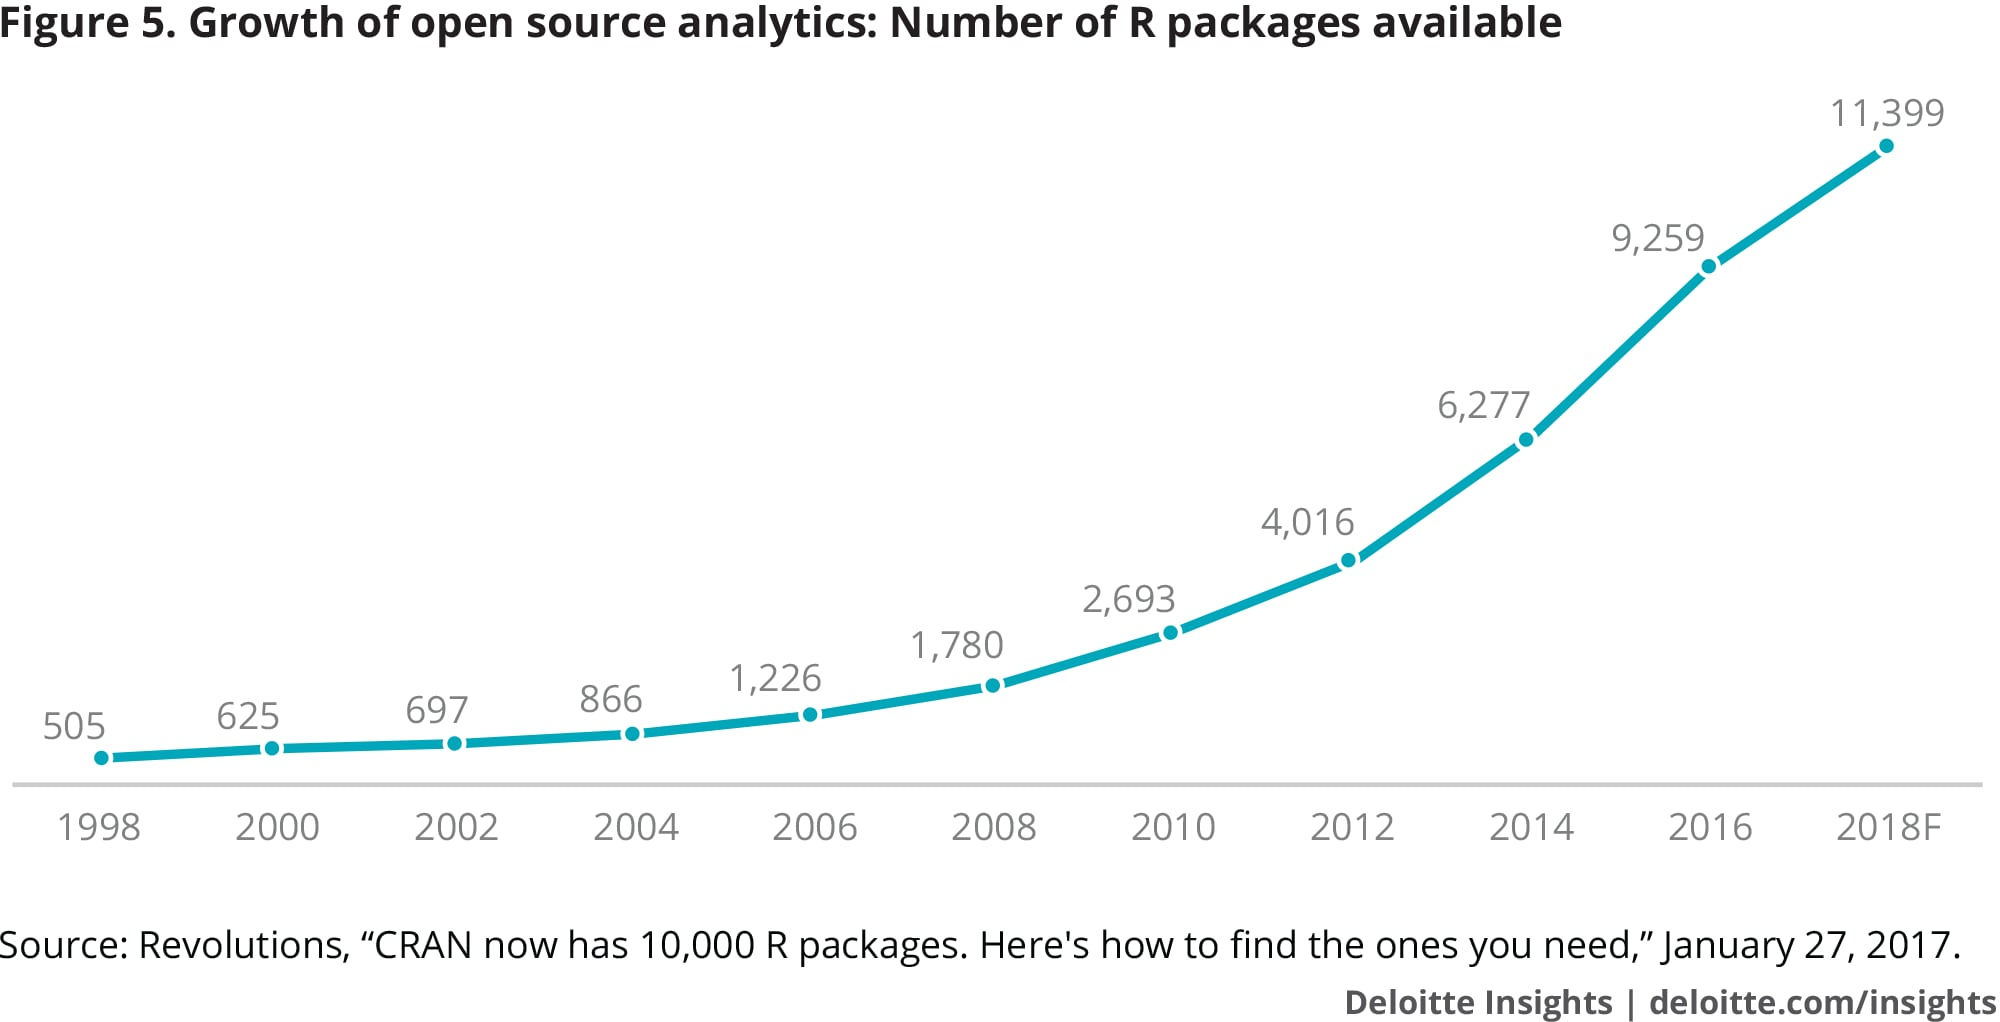 Figure 5. Growth of open source analytics: Number of R packages available
11,399
9,259
6,277
4,016
2,693
1,780
1,226
866
697
625
505
1998 2000 2002 2004 2006 2008 2010 2012 2014 2016 2018F
Source: Revolutions, “CRAN now has 10,000 R packages. Here's how to find the ones you need,” January 27, 2017.
Deloitte Insights | deloitte.com/insights